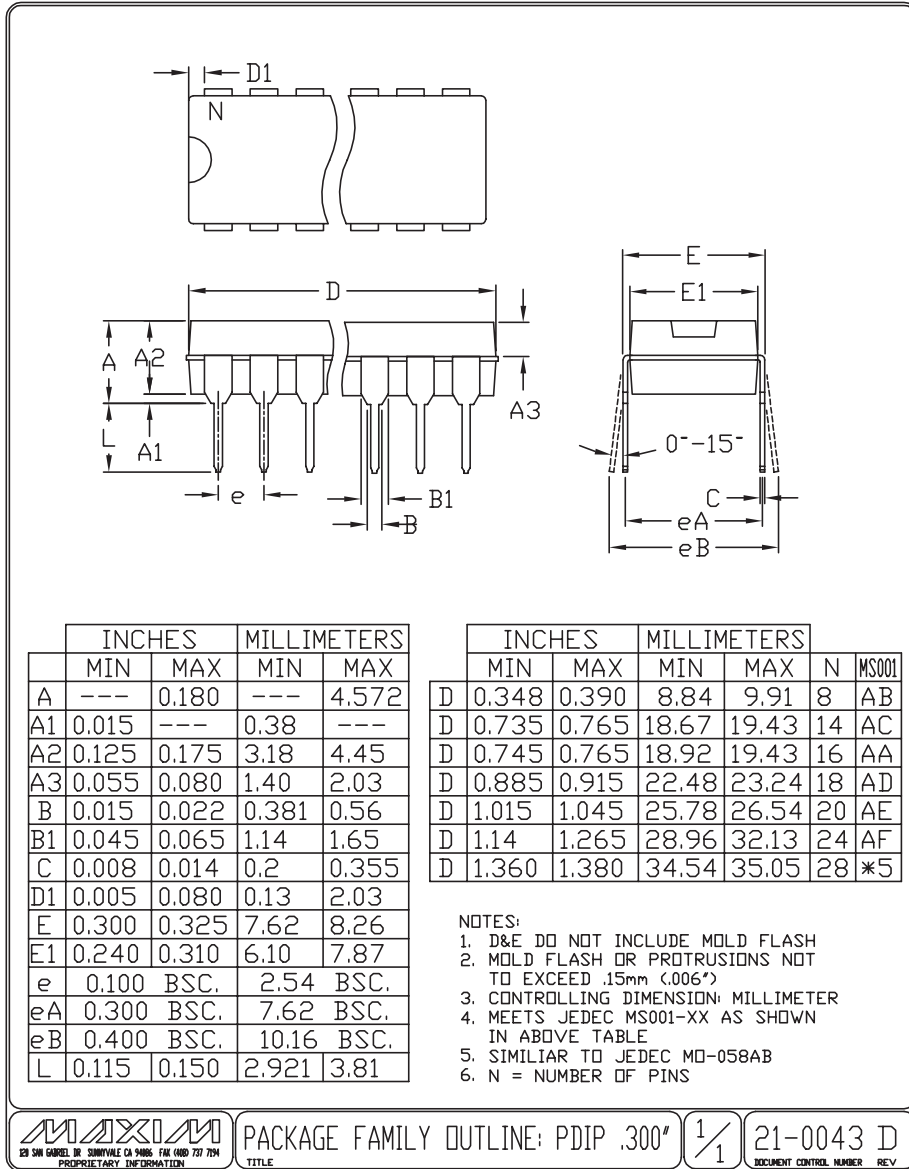 D1
N
D
E
E1
A
A2
A3
L
A1
0°-15°
e
B1
B
C
eA
eB
INCHES MILLIMETERS
MIN MAX MIN MAX
A --- 0.180 --- 4.572
A1 0.015 --- 0.38 ---
A2 0.125 0.175 3.18 4.45
A3 0.055 0.080 1.40 2.03
B 0.015 0.022 0.381 0.56
B1 0.045 0.065 1.14 1.65
C 0.008 0.014 0.2 0.355
D1 0.005 0.080 0.13 2.03
E 0.300 0.325 7.62 8.26
E1 0.240 0.310 6.10 7.87
e 0.100 BSC. 2.54 BSC.
eA 0.300 BSC. 7.62 BSC.
eB 0.400 BSC. 10.16 BSC.
L 0.115 0.150 2.921 3.81
INCHES MILLIMETERS
MIN MAX MIN MAX N MS001
D 0.348 0.390 8.84 9.91 8 AB
D 0.735 0.765 18.67 19.43 14 AC
D 0.745 0.765 18.92 19.43 16 AA
D 0.885 0.915 22.48 23.24 18 AD
D 1.015 1.045 25.78 26.54 20 AE
D 1.14 1.265 28.96 32.13 24 AF
D 1.360 1.380 34.54 35.05 28 *5
NOTES:
1. D&E DO NOT INCLUDE MOLD FLASH
2. MOLD FLASH OR PROTRUSIONS NOT
TO EXCEED .15mm (.006")
3. CONTROLLING DIMENSION: MILLIMETER
4. MEETS JEDEC MS001-XX AS SHOWN
IN ABOVE TABLE
5. SIMILIAR TO JEDEC MO-058AB
6. N = NUMBER OF PINS
MAXIM
120 SAN GABRIEL DR SUNNYVALE CA 94086 FAX (408) 737 7194
PROPRIETARY INFORMATION
PACKAGE FAMILY OUTLINE: PDIP .300"
TITLE
1/1
21-0043 D
DOCUMENT CONTROL NUMBER REV